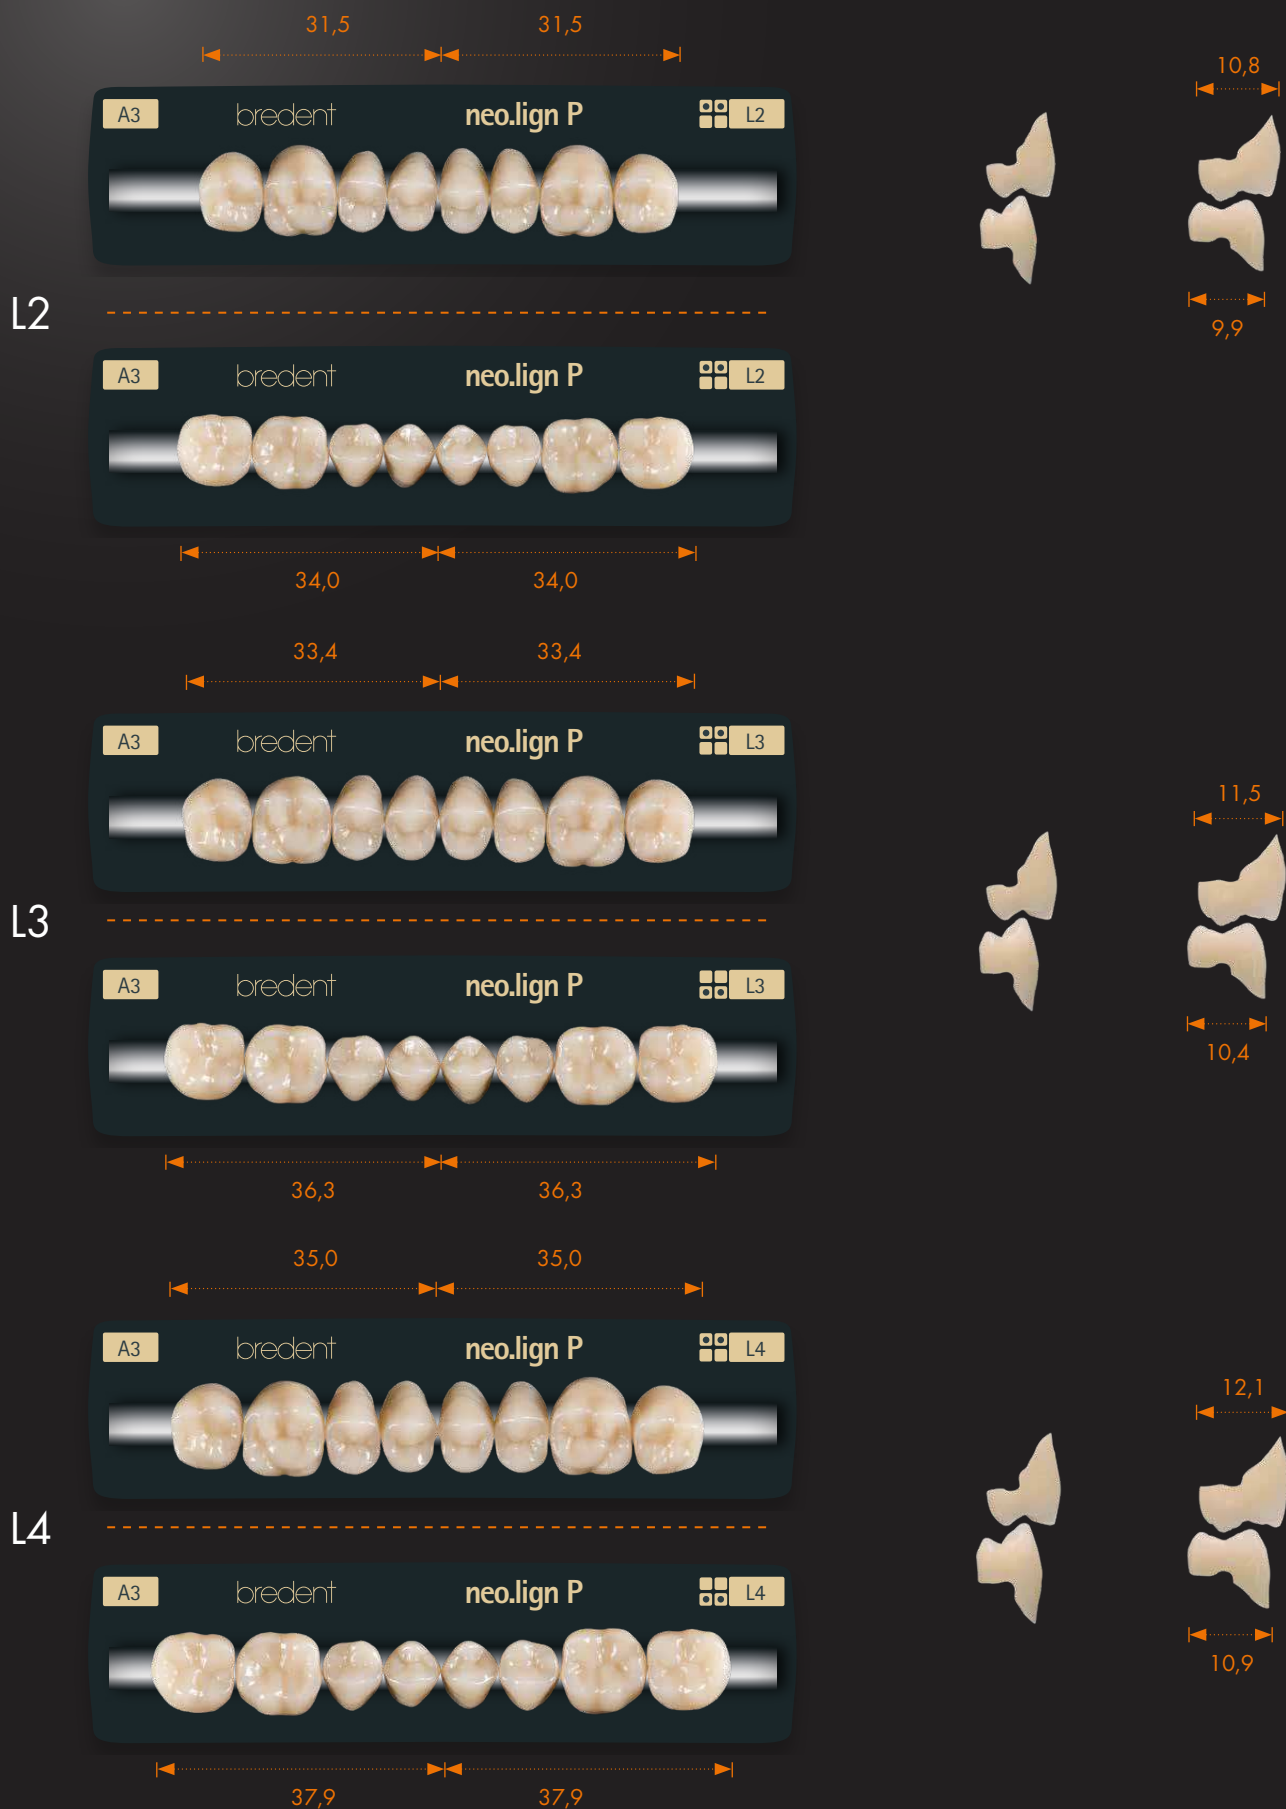 31,5 31,5
10,8
A3 bredent neo.lign P L2
L2
9,9
A3 bredent neo.lign P L2
34,0 34,0
33,4 33,4
A3 bredent neo.lign P L3
11,5
L3
A3 bredent neo.lign P L3
10,4
36,3 36,3
35,0 35,0
A3 bredent neo.lign P L4
12,1
L4
A3 bredent neo.lign P L4
10,9
37,9 37,9